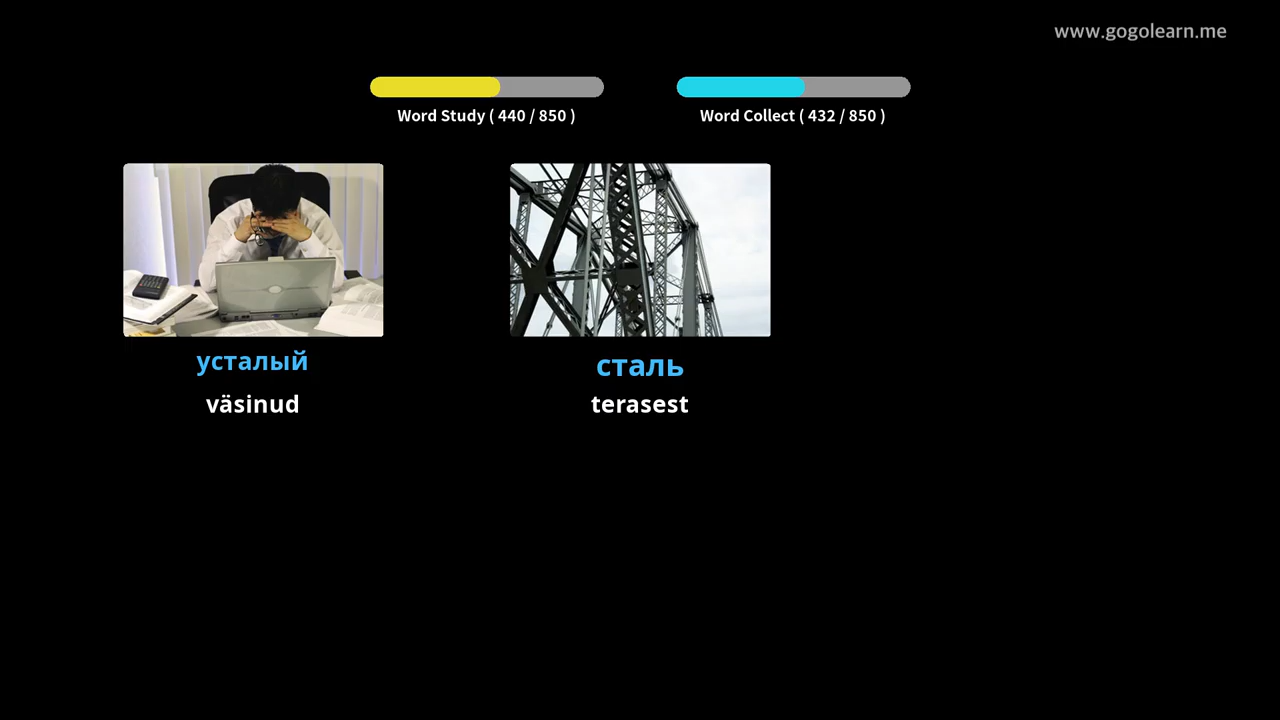 www.gogolearn.me
Word Study ( 440 / 850 )
Word Collect ( 432 / 850 )
усталый
väsinud
сталь
terasest